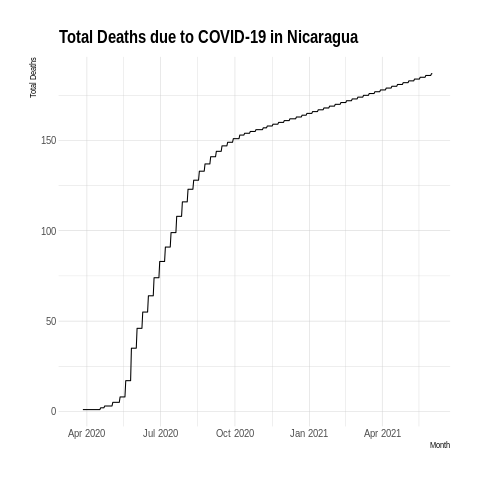 Total Deaths due to COVID-19 in Nicaragua
Total Deaths
150
100
50
0
Apr 2020 Jul 2020 Oct 2020 Jan 2021 Apr 2021
Month